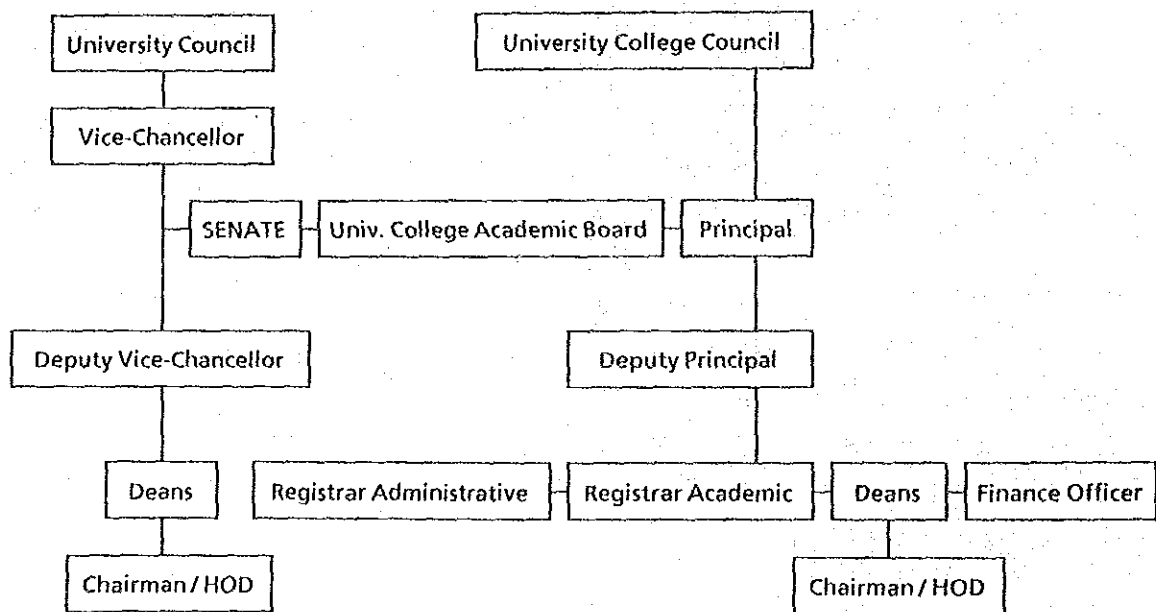 University Council
University College Council
Vice-Chancellor
SENATE
Univ. College Academic Board
Principal
Deputy Vice-Chancellor
Deputy Principal
Deans
Registrar Administrative
Registrar Academic
Deans
Finance Officer
Chairman / HOD
Chairman / HOD